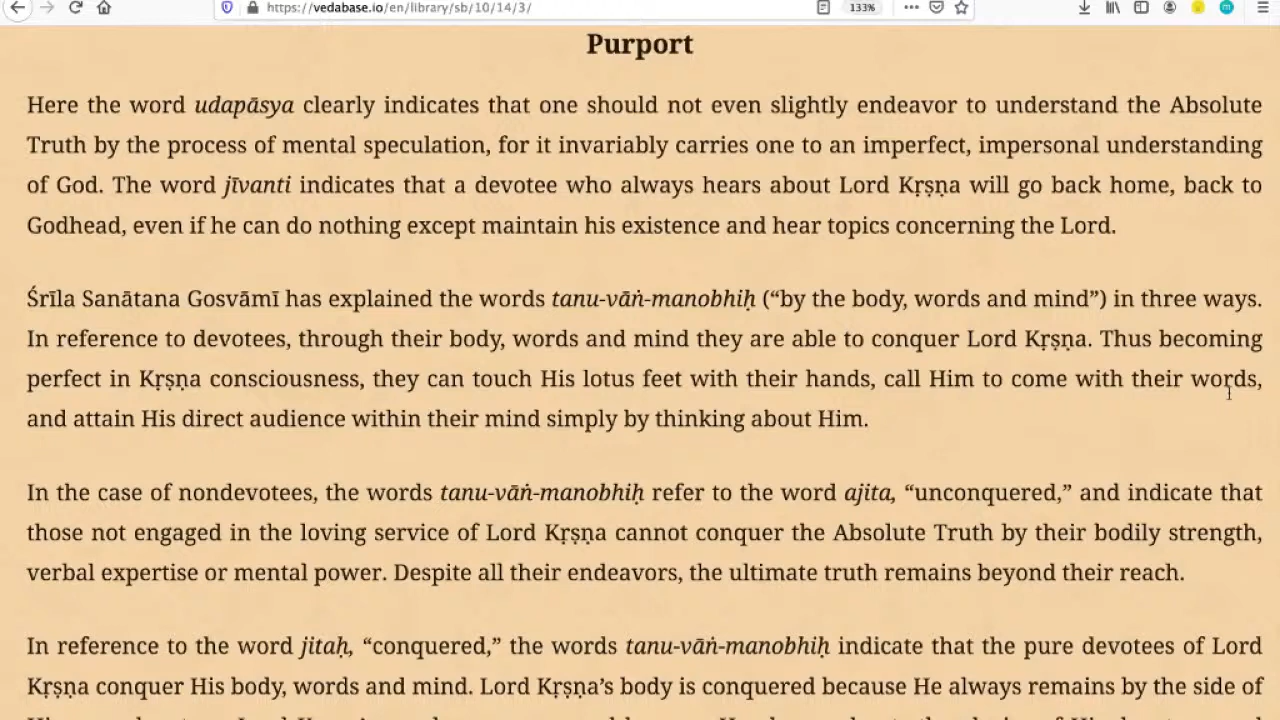 https://vedabase.io/en/library/sb/10/14/3/
133%
Purport
Here the word udapāsya clearly indicates that one should not even slightly endeavor to understand the Absolute
Truth by the process of mental speculation, for it invariably carries one to an imperfect, impersonal understanding
of God. The word jīvanti indicates that a devotee who always hears about Lord Kṛṣṇa will go back home, back to
Godhead, even if he can do nothing except maintain his existence and hear topics concerning the Lord.
Śrīla Sanātana Gosvāmī has explained the words tanu-vāṅ-manobhiḥ (“by the body, words and mind”) in three ways.
In reference to devotees, through their body, words and mind they are able to conquer Lord Kṛṣṇa. Thus becoming
perfect in Kṛṣṇa consciousness, they can touch His lotus feet with their hands, call Him to come with their words,
and attain His direct audience within their mind simply by thinking about Him.
In the case of nondevotees, the words tanu-vāṅ-manobhiḥ refer to the word ajita, “unconquered,” and indicate that
those not engaged in the loving service of Lord Kṛṣṇa cannot conquer the Absolute Truth by their bodily strength,
verbal expertise or mental power. Despite all their endeavors, the ultimate truth remains beyond their reach.
In reference to the word jitaḥ, “conquered,” the words tanu-vāṅ-manobhiḥ indicate that the pure devotees of Lord
Kṛṣṇa conquer His body, words and mind. Lord Kṛṣṇa’s body is conquered because He always remains by the side of